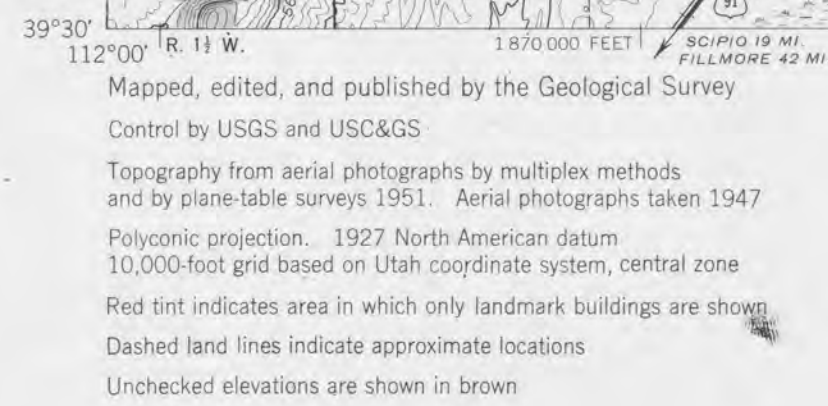 91
39°30'
112°00' R. 1½ W. 1 870 000 FEET SCIPIO 19 MI.
FILLMORE 42 MI
Mapped, edited, and published by the Geological Survey
Control by USGS and USC&GS
Topography from aerial photographs by multiplex methods
and by plane-table surveys 1951. Aerial photographs taken 1947
Polyconic projection. 1927 North American datum
10,000-foot grid based on Utah coordinate system, central zone
Red tint indicates area in which only landmark buildings are shown
Dashed land lines indicate approximate locations
Unchecked elevations are shown in brown